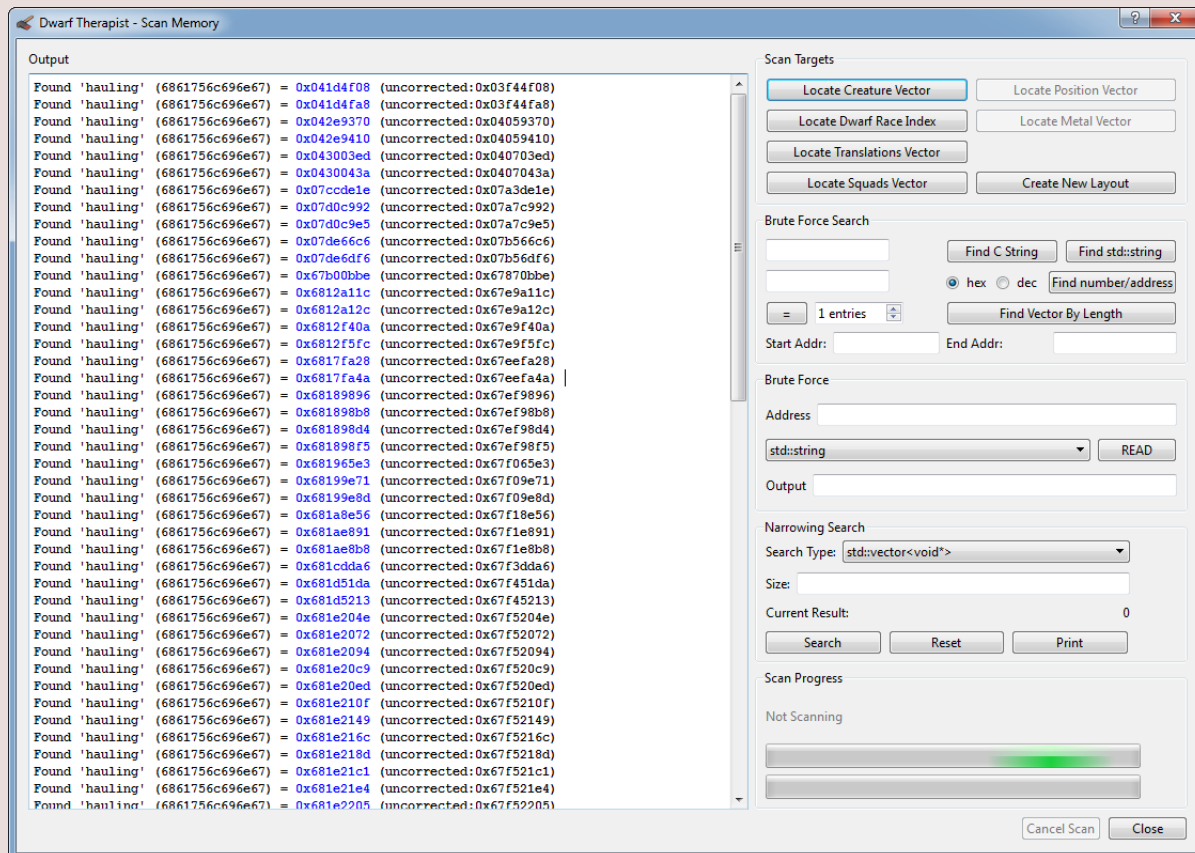 Dwarf Therapist - Scan Memory
Output
Found 'hauling' (6861756c696e67) = 0x041d4f08 (uncorrected:0x03f44f08)
Found 'hauling' (6861756c696e67) = 0x041d4fa8 (uncorrected:0x03f44fa8)
Found 'hauling' (6861756c696e67) = 0x042e9370 (uncorrected:0x04059370)
Found 'hauling' (6861756c696e67) = 0x042e9410 (uncorrected:0x04059410)
Found 'hauling' (6861756c696e67) = 0x043003ed (uncorrected:0x040703ed)
Found 'hauling' (6861756c696e67) = 0x0430043a (uncorrected:0x0407043a)
Found 'hauling' (6861756c696e67) = 0x07ccde1e (uncorrected:0x07a3de1e)
Found 'hauling' (6861756c696e67) = 0x07d0c992 (uncorrected:0x07a7c992)
Found 'hauling' (6861756c696e67) = 0x07d0c9e5 (uncorrected:0x07a7c9e5)
Found 'hauling' (6861756c696e67) = 0x07de66c6 (uncorrected:0x07b566c6)
Found 'hauling' (6861756c696e67) = 0x07de6df6 (uncorrected:0x07b56df6)
Found 'hauling' (6861756c696e67) = 0x67b00bbe (uncorrected:0x67870bbe)
Found 'hauling' (6861756c696e67) = 0x6812a11c (uncorrected:0x67e9a11c)
Found 'hauling' (6861756c696e67) = 0x6812a12c (uncorrected:0x67e9a12c)
Found 'hauling' (6861756c696e67) = 0x6812f40a (uncorrected:0x67e9f40a)
Found 'hauling' (6861756c696e67) = 0x6812f5fc (uncorrected:0x67e9f5fc)
Found 'hauling' (6861756c696e67) = 0x6817fa28 (uncorrected:0x67eefa28)
Found 'hauling' (6861756c696e67) = 0x6817fa4a (uncorrected:0x67eefa4a)
Found 'hauling' (6861756c696e67) = 0x68189896 (uncorrected:0x67ef9896)
Found 'hauling' (6861756c696e67) = 0x681898b8 (uncorrected:0x67ef98b8)
Found 'hauling' (6861756c696e67) = 0x681898d4 (uncorrected:0x67ef98d4)
Found 'hauling' (6861756c696e67) = 0x681898f5 (uncorrected:0x67ef98f5)
Found 'hauling' (6861756c696e67) = 0x681965e3 (uncorrected:0x67f065e3)
Found 'hauling' (6861756c696e67) = 0x68199e71 (uncorrected:0x67f09e71)
Found 'hauling' (6861756c696e67) = 0x68199e8d (uncorrected:0x67f09e8d)
Found 'hauling' (6861756c696e67) = 0x681a8e56 (uncorrected:0x67f18e56)
Found 'hauling' (6861756c696e67) = 0x681ae891 (uncorrected:0x67f1e891)
Found 'hauling' (6861756c696e67) = 0x681ae8b8 (uncorrected:0x67f1e8b8)
Found 'hauling' (6861756c696e67) = 0x681cdda6 (uncorrected:0x67f3dda6)
Found 'hauling' (6861756c696e67) = 0x681d51da (uncorrected:0x67f451da)
Found 'hauling' (6861756c696e67) = 0x681d5213 (uncorrected:0x67f45213)
Found 'hauling' (6861756c696e67) = 0x681e204e (uncorrected:0x67f5204e)
Found 'hauling' (6861756c696e67) = 0x681e2072 (uncorrected:0x67f52072)
Found 'hauling' (6861756c696e67) = 0x681e2094 (uncorrected:0x67f52094)
Found 'hauling' (6861756c696e67) = 0x681e20c9 (uncorrected:0x67f520c9)
Found 'hauling' (6861756c696e67) = 0x681e20ed (uncorrected:0x67f520ed)
Found 'hauling' (6861756c696e67) = 0x681e210f (uncorrected:0x67f5210f)
Found 'hauling' (6861756c696e67) = 0x681e2149 (uncorrected:0x67f52149)
Found 'hauling' (6861756c696e67) = 0x681e216c (uncorrected:0x67f5216c)
Found 'hauling' (6861756c696e67) = 0x681e218d (uncorrected:0x67f5218d)
Found 'hauling' (6861756c696e67) = 0x681e21c1 (uncorrected:0x67f521c1)
Found 'hauling' (6861756c696e67) = 0x681e21e4 (uncorrected:0x67f521e4)
Found 'hauling' (6861756c696e67) = 0x681e2205 (uncorrected:0x67f52205)
Scan Targets
Locate Creature Vector Locate Position Vector
Locate Dwarf Race Index Locate Metal Vector
Locate Translations Vector
Locate Squads Vector Create New Layout
Brute Force Search
Find C String Find std::string
hex dec Find number/address
= 1 entries Find Vector By Length
Start Addr: End Addr:
Brute Force
Address
std::string READ
Output
Narrowing Search
Search Type: std::vector<void*>
Size:
Current Result: 0
Search Reset Print
Scan Progress
Not Scanning
Cancel Scan Close